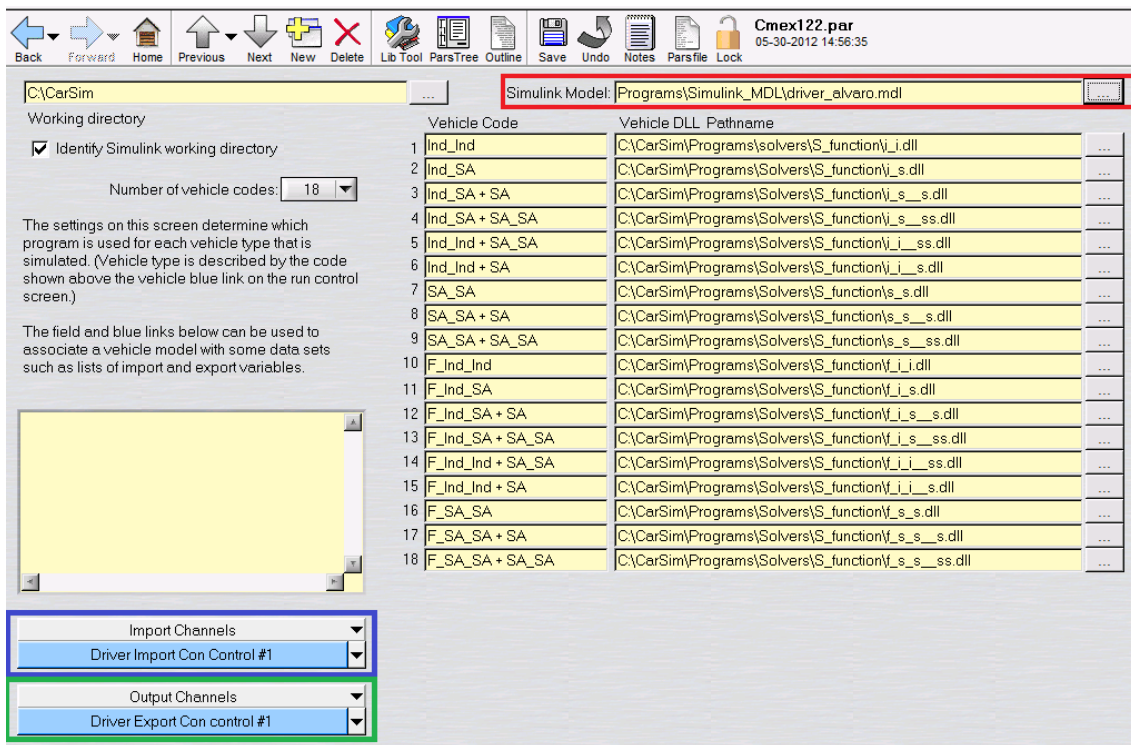 Back Forward Home Previous Next New Delete Lib Tool ParsTree Outline Save Undo Notes Parsfile Lock
Cmex122.par
05-30-2012 14:56:35
C:\CarSim ...
Simulink Model: Programs\Simulink_MDL\driver_alvaro.mdl ...
Working directory
Identify Simulink working directory
Number of vehicle codes: 18
The settings on this screen determine which
program is used for each vehicle type that is
simulated. (Vehicle type is described by the code
shown above the vehicle blue link on the run control
screen.)
The field and blue links below can be used to
associate a vehicle model with some data sets
such as lists of import and export variables.
Import Channels
Driver Import Con Control #1
Output Channels
Driver Export Con control #1
Vehicle Code Vehicle DLL Pathname
1 Ind_Ind C:\CarSim\Programs\solvers\S_function\i_i.dll ...
2 Ind_SA C:\CarSim\Programs\Solvers\S_function\i_s.dll ...
3 Ind_SA + SA C:\CarSim\Programs\Solvers\S_function\i_s__s.dll ...
4 Ind_SA + SA_SA C:\CarSim\Programs\Solvers\S_function\i_s__ss.dll ...
5 Ind_Ind + SA_SA C:\CarSim\Programs\Solvers\S_function\i_i__ss.dll ...
6 Ind_Ind + SA C:\CarSim\Programs\Solvers\S_function\i_i__s.dll ...
7 SA_SA C:\CarSim\Programs\Solvers\S_function\s_s.dll ...
8 SA_SA + SA C:\CarSim\Programs\Solvers\S_function\s_s__s.dll ...
9 SA_SA + SA_SA C:\CarSim\Programs\Solvers\S_function\s_s__ss.dll ...
10 F_Ind_Ind C:\CarSim\Programs\Solvers\S_function\f_i_i.dll ...
11 F_Ind_SA C:\CarSim\Programs\Solvers\S_function\f_i_s.dll ...
12 F_Ind_SA + SA C:\CarSim\Programs\Solvers\S_function\f_i_s__s.dll ...
13 F_Ind_SA + SA_SA C:\CarSim\Programs\Solvers\S_function\f_i_s__ss.dll ...
14 F_Ind_Ind + SA_SA C:\CarSim\Programs\Solvers\S_function\f_i_i__ss.dll ...
15 F_Ind_Ind + SA C:\CarSim\Programs\Solvers\S_function\f_i_i__s.dll ...
16 F_SA_SA C:\CarSim\Programs\Solvers\S_function\f_s_s.dll ...
17 F_SA_SA + SA C:\CarSim\Programs\Solvers\S_function\f_s_s__s.dll ...
18 F_SA_SA + SA_SA C:\CarSim\Programs\Solvers\S_function\f_s_s__ss.dll ...